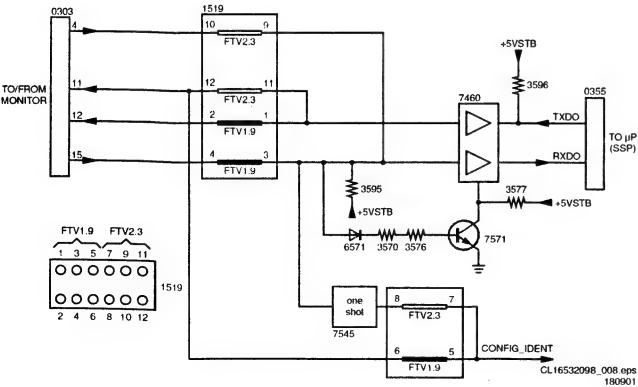 0303
1519
4
10
9
FTV2.3
+5VSTB
TO/FROM
MONITOR
11
12
11
FTV2.3
7460
3596
0355
12
2
1
FTV1.9
TXDO
TO µP
(SSP)
15
4
3
FTV1.9
RXDO
3595
+5VSTB
3577
+5VSTB
6571
3570
3576
7571
FTV1.9
FTV2.3
1 3 5 7 9 11
1519
2 4 6 8 10 12
one
shot
7545
8
7
FTV2.3
6
5
FTV1.9
CONFIG_IDENT
CL16532098_008.eps
180901